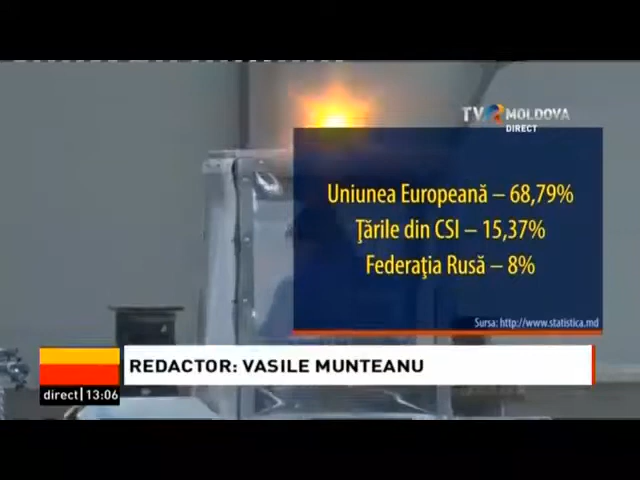 TV MOLDOVA
DIRECT
Uniunea Europeană – 68,79%
Ţările din CSI – 15,37%
Federaţia Rusă – 8%
Sursa: http://www.statistica.md
REDACTOR: VASILE MUNTEANU
direct|13:06